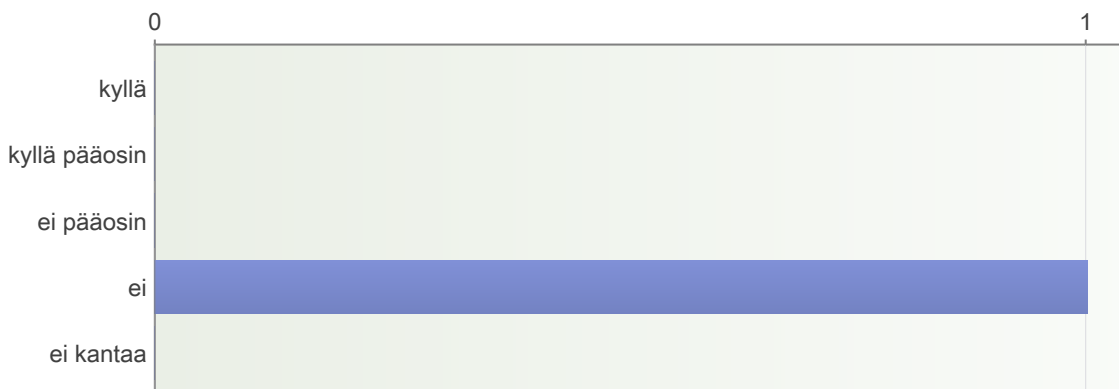 0 1
kyllä
kyllä pääosin
ei pääosin
ei
ei kantaa